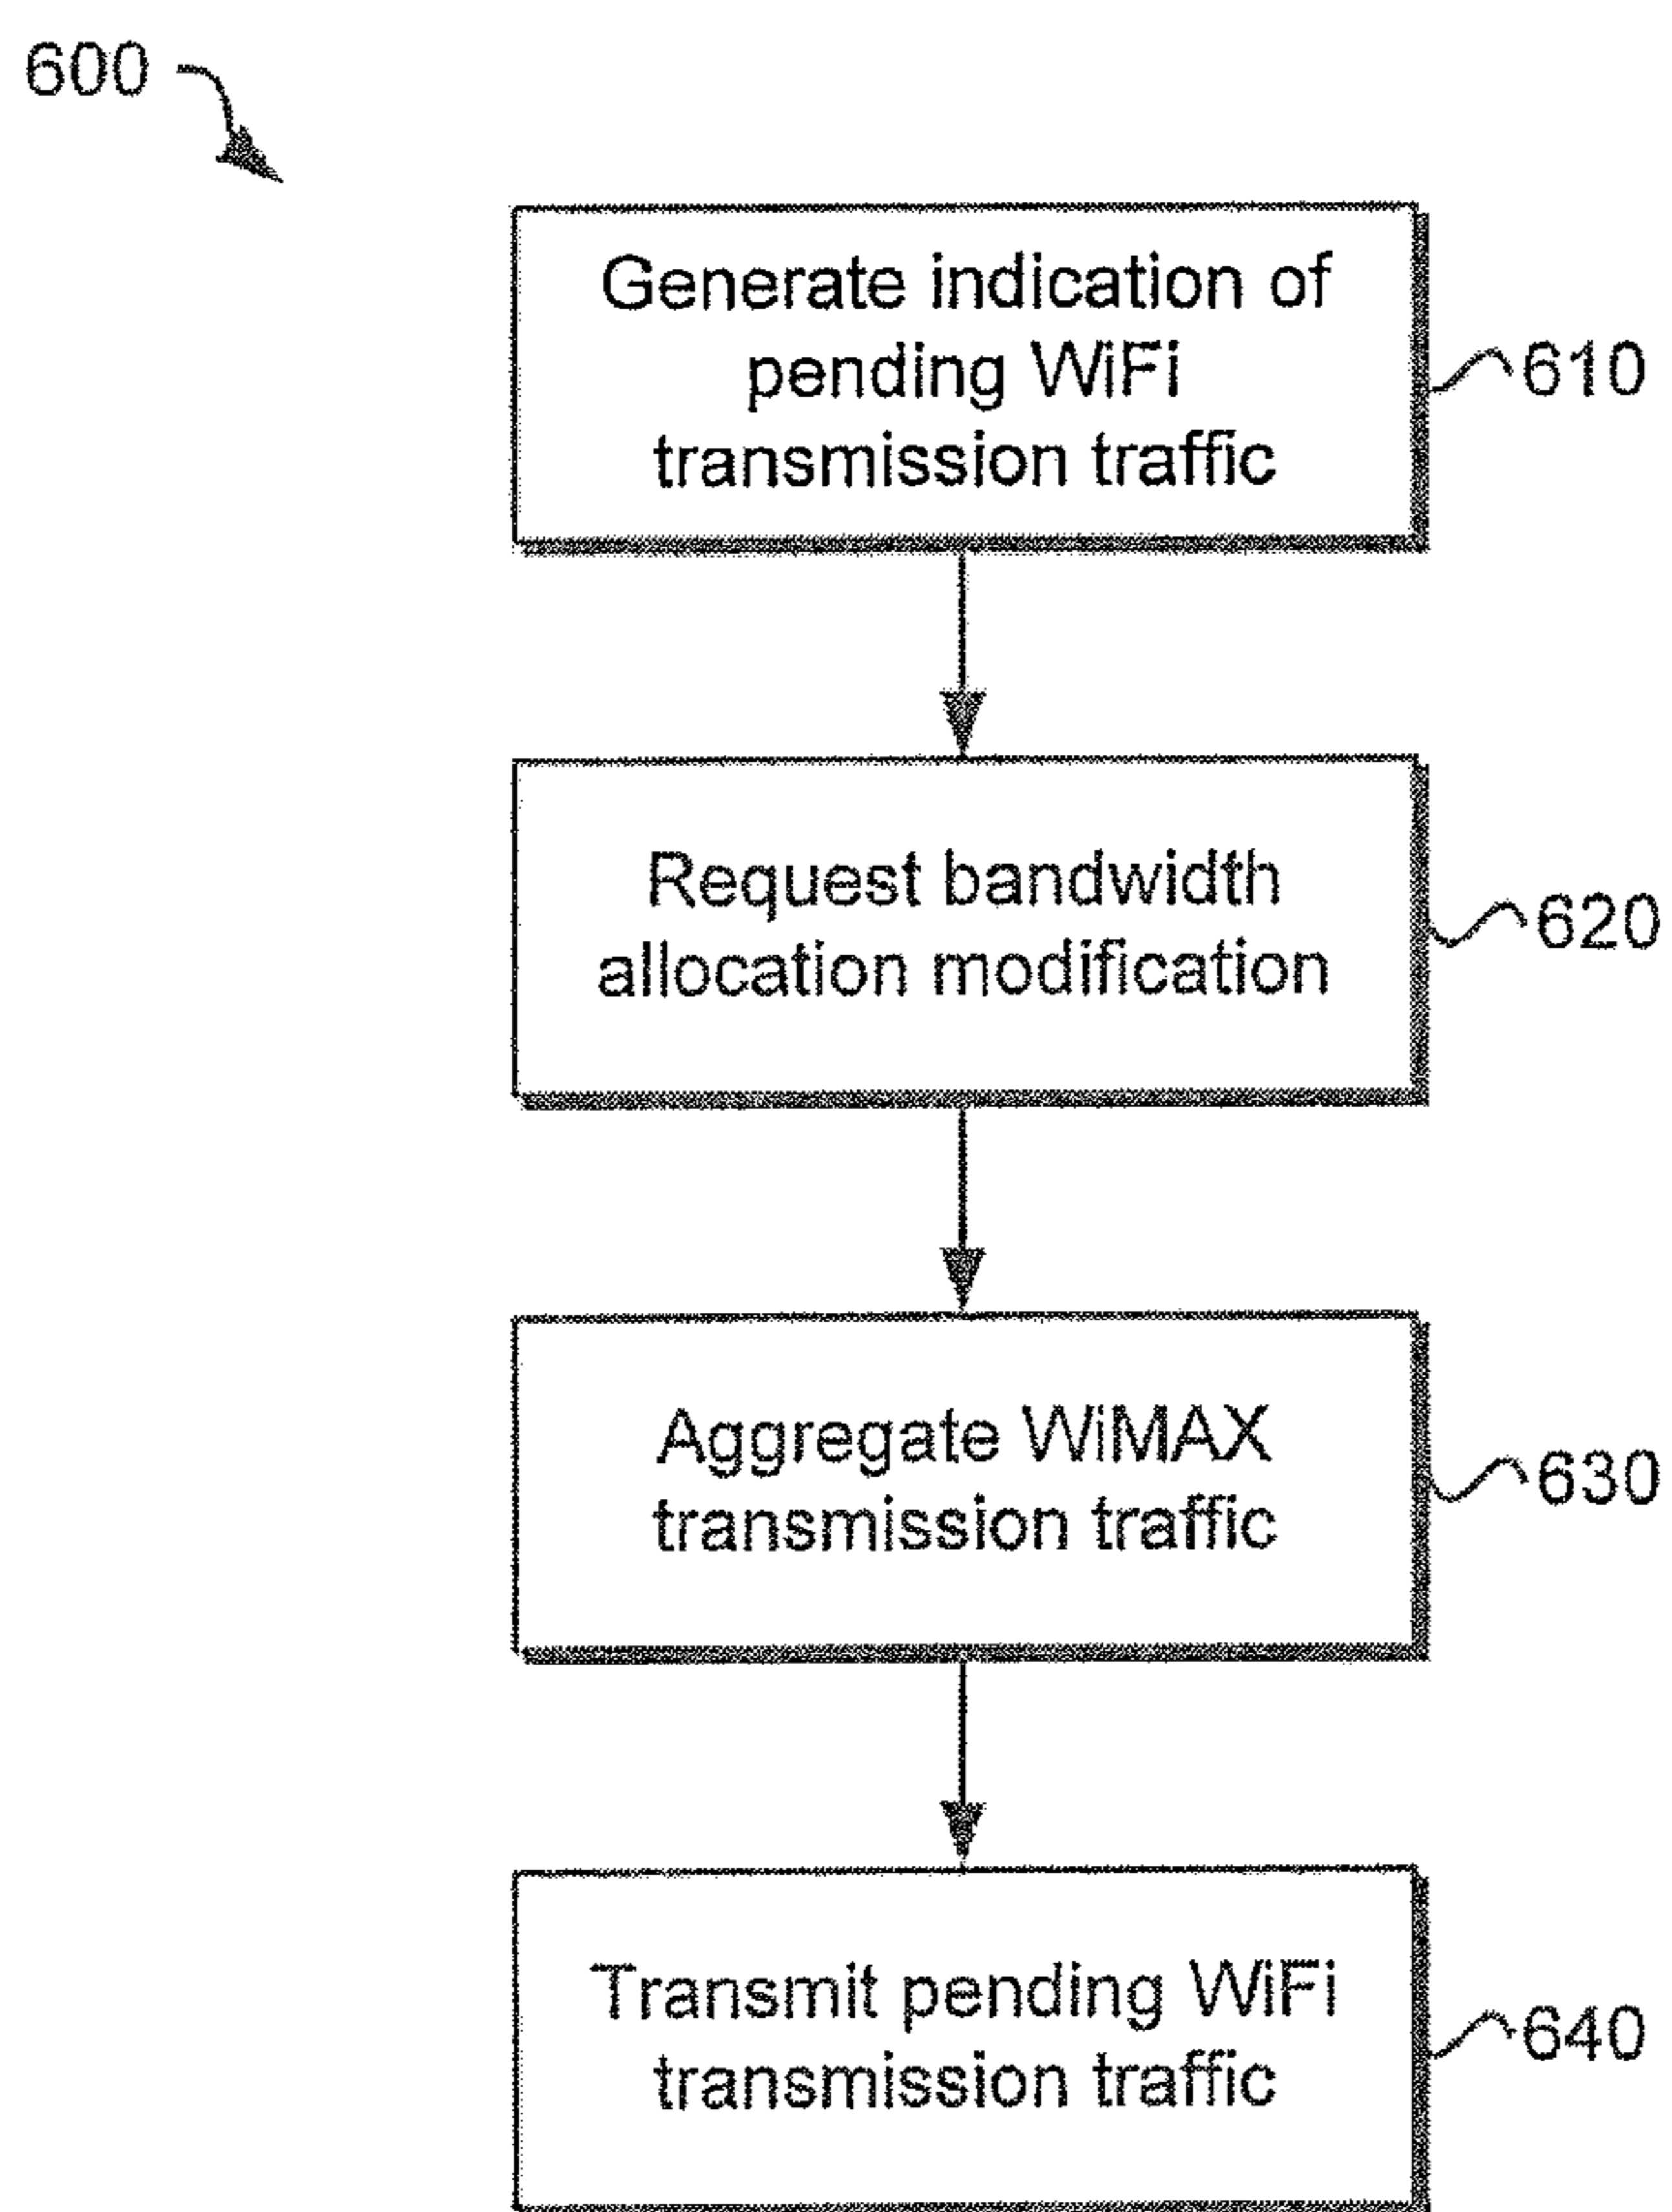 600
Generate indication of
pending WiFi
transmission traffic
610
Request bandwidth
allocation modification
620
Aggregate WiMAX
transmission traffic
630
Transmit pending WiFi
transmission traffic
640